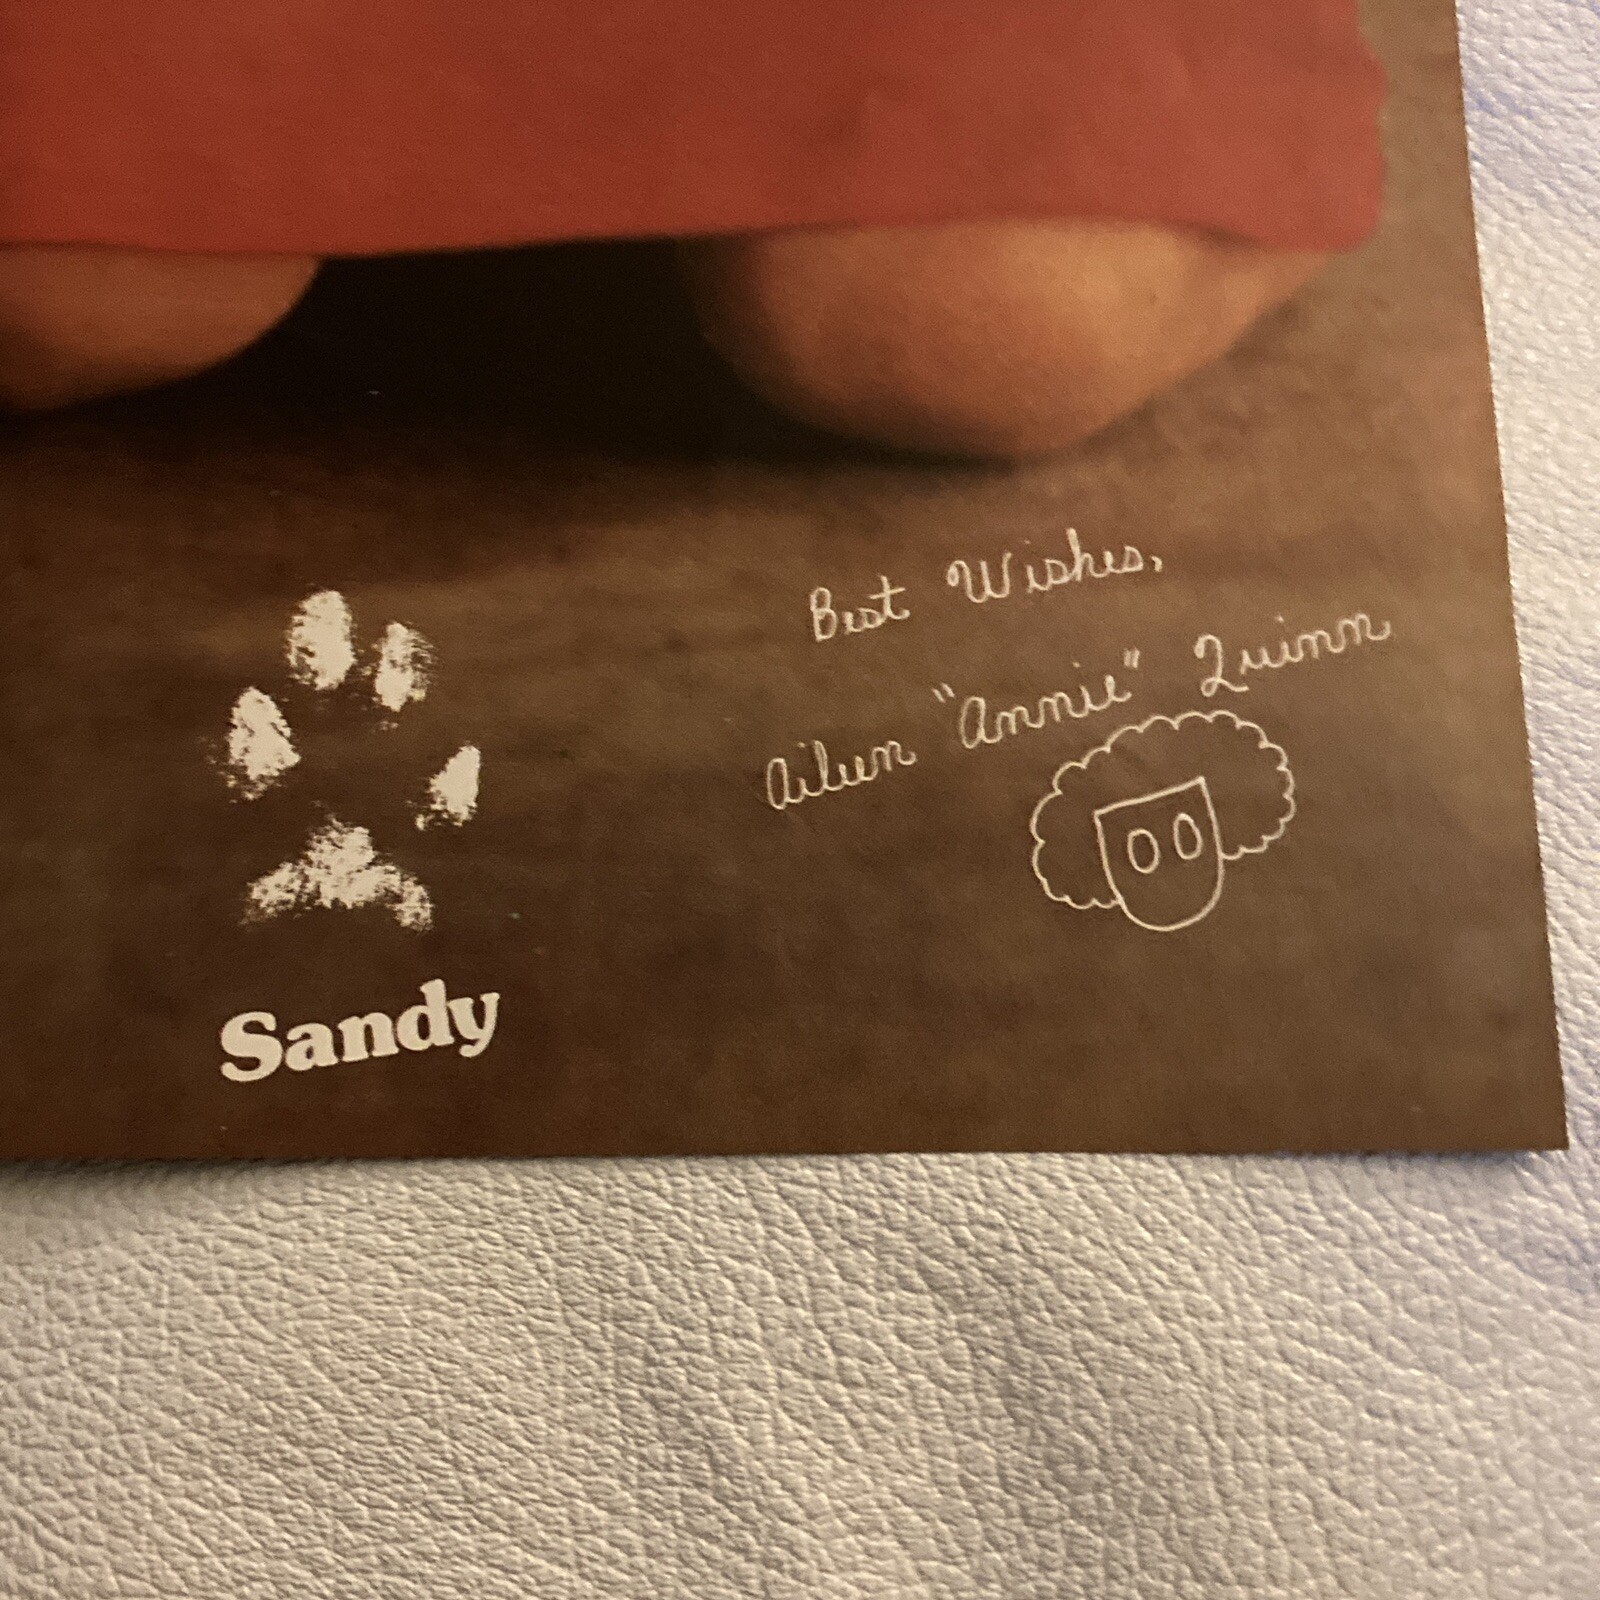 Best Wishes,
Aileen "Annie" Quinn
Sandy